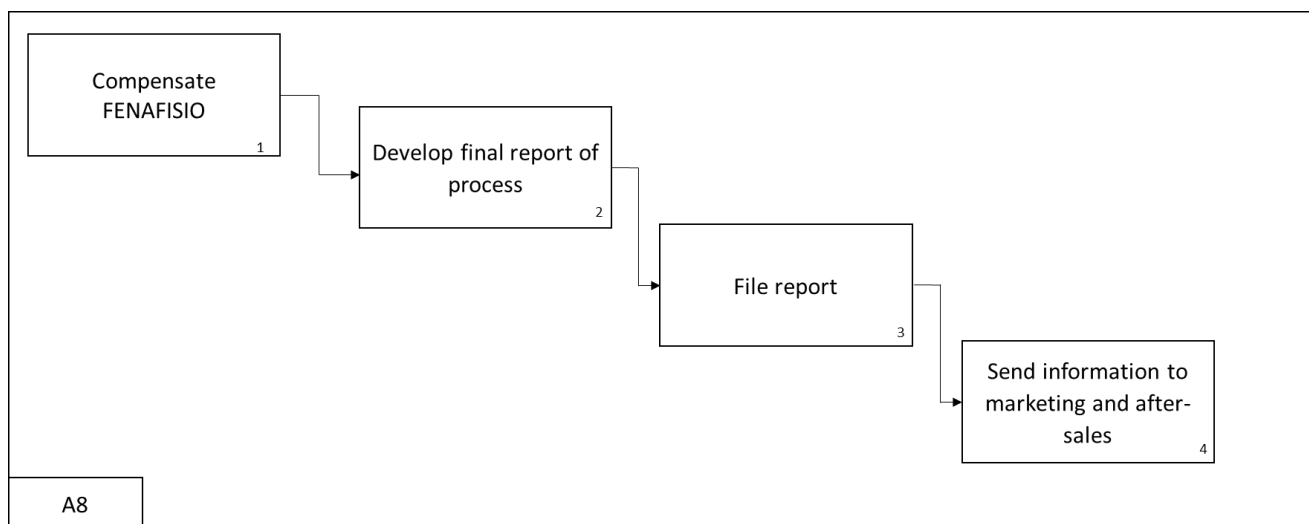 Compensate
FENAFISIO
1
Develop final report of
process
2
File report
3
Send information to
marketing and after-
sales
4
A8